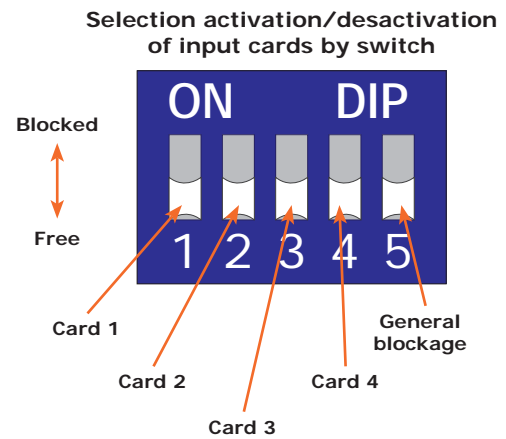 Selection activation/desactivation
of input cards by switch
ON DIP
Blocked
Free
1 2 3 4 5
Card 1
General
blockage
Card 2
Card 4
Card 3